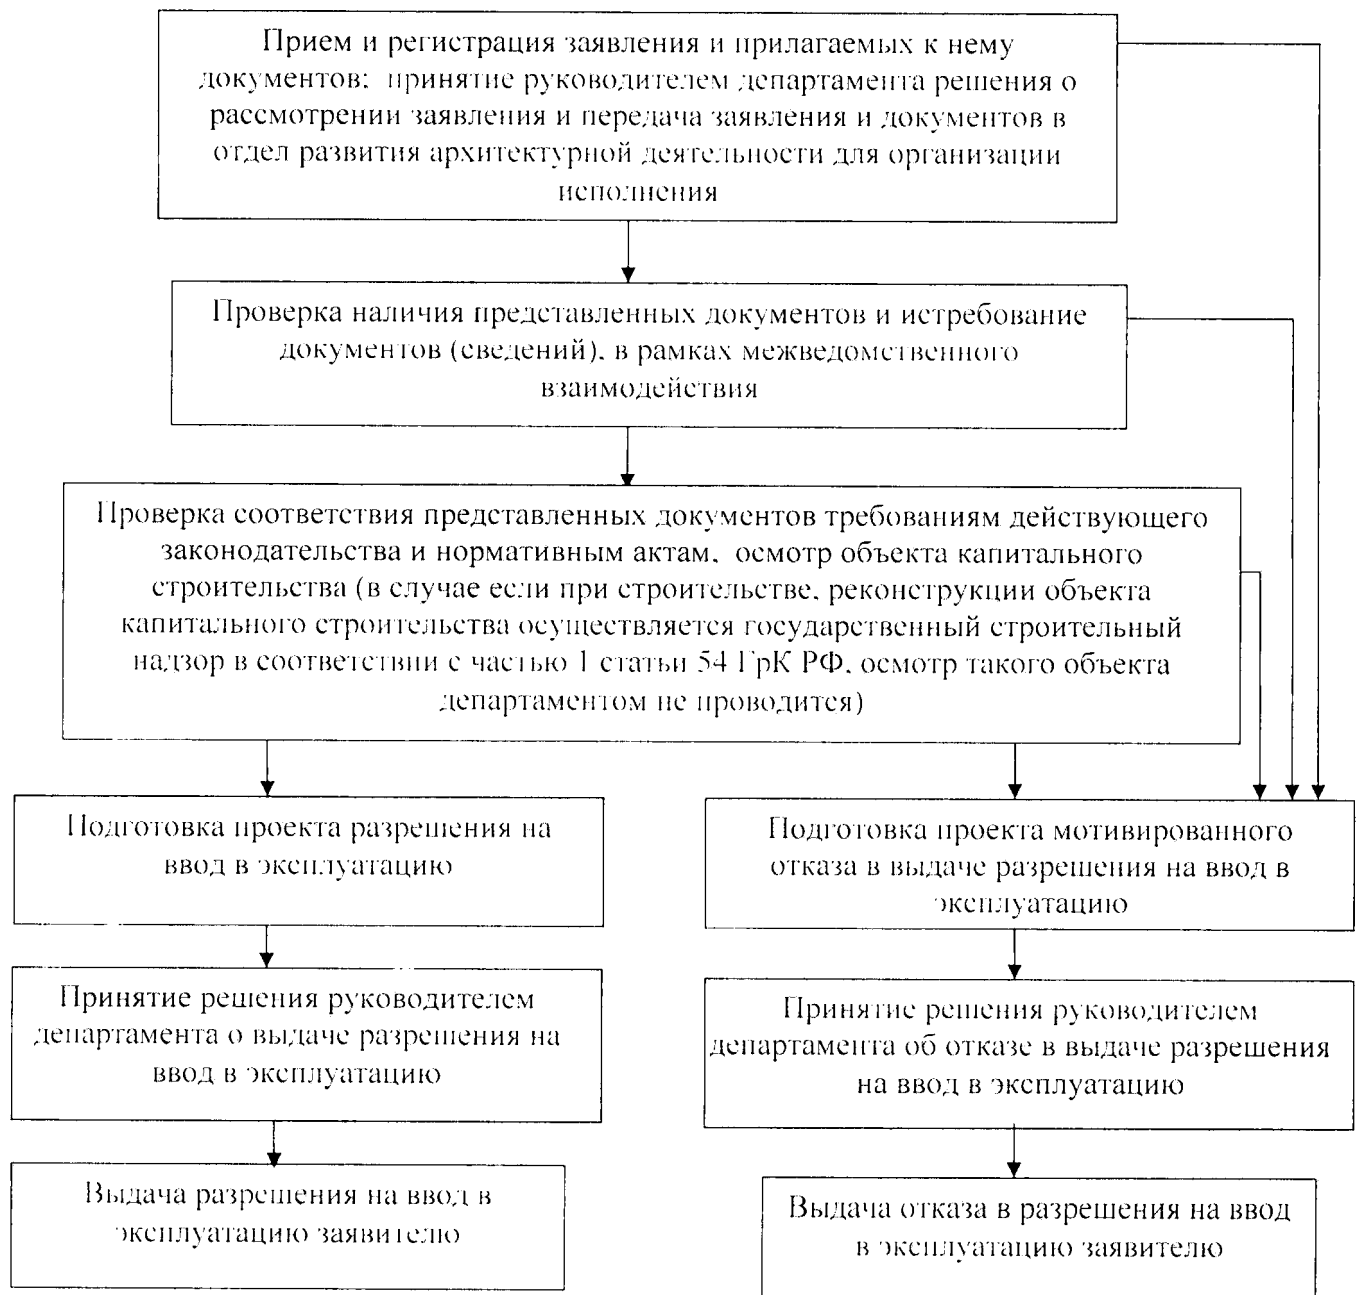 Прием и регистрация заявления и прилагаемых к нему
документов: принятие руководителем департамента решения о
рассмотрении заявления и передача заявления и документов в
отдел развития архитектурной деятельности для организации
исполнения
Проверка наличия представленных документов и истребование
документов (сведений), в рамках межведомственного
взаимодействия
Проверка соответствия представленных документов требованиям действующего
законодательства и нормативным актам, осмотр объекта капитального
строительства (в случае если при строительстве, реконструкции объекта
капитального строительства осуществляется государственный строительный
надзор в соответствии с частью 1 статьи 54 ГрК РФ, осмотр такого объекта
департаментом не проводится)
Подготовка проекта разрешения на
ввод в эксплуатацию
Подготовка проекта мотивированного
отказа в выдаче разрешения на ввод в
эксплуатацию
Принятие решения руководителем
департамента о выдаче разрешения на
ввод в эксплуатацию
Принятие решения руководителем
департамента об отказе в выдаче разрешения
на ввод в эксплуатацию
Выдача разрешения на ввод в
эксплуатацию заявителю
Выдача отказа в разрешения на ввод
в эксплуатацию заявителю